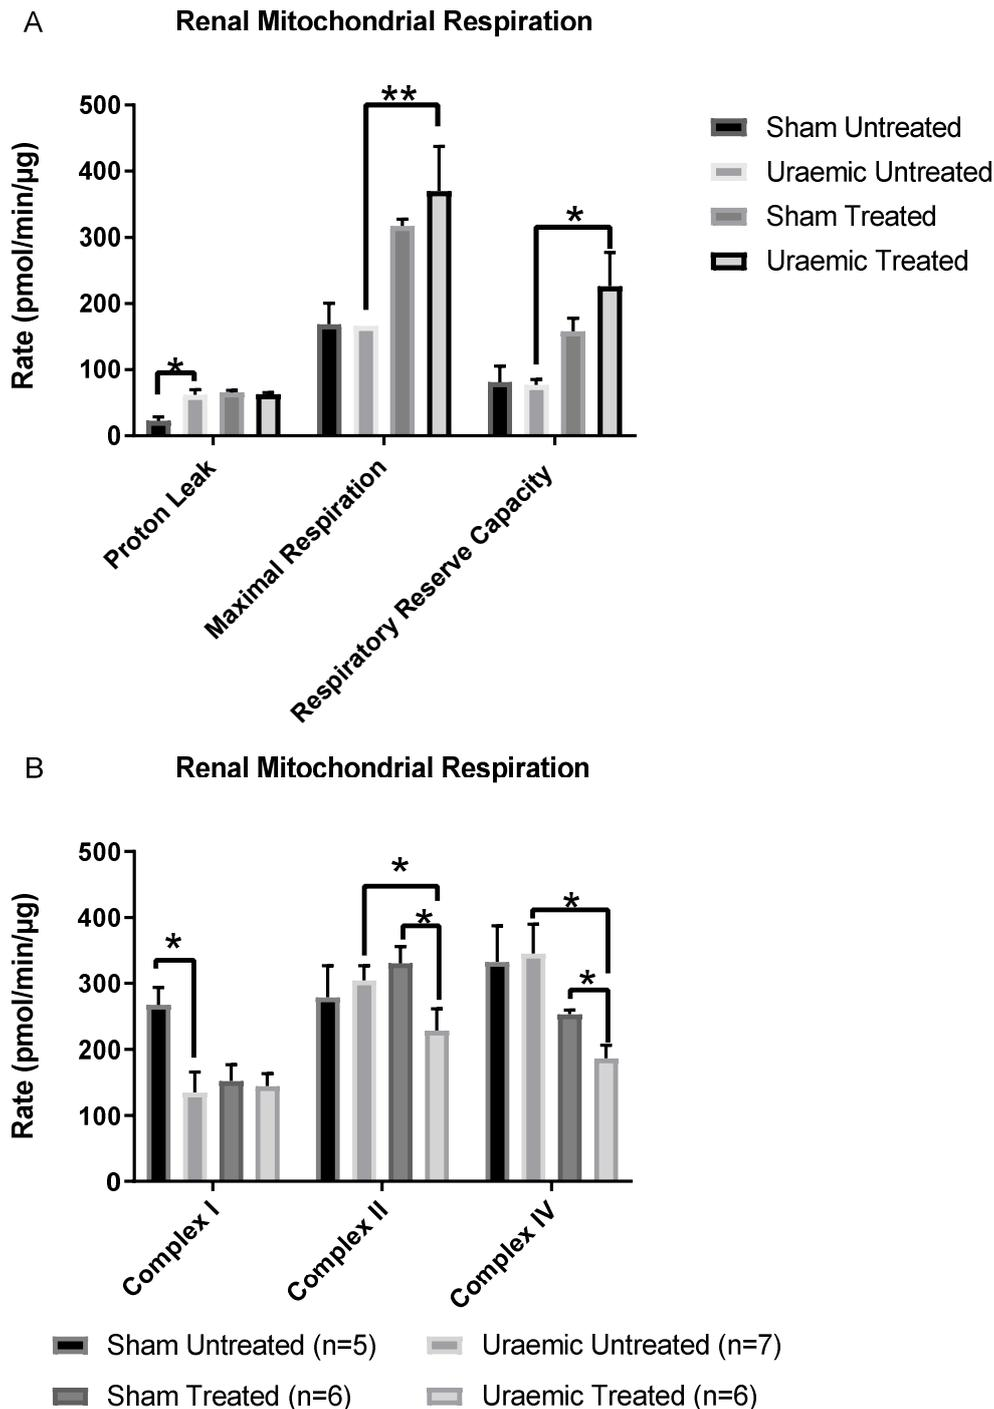 A
Renal Mitochondrial Respiration
Rate (pmol/min/µg)
500
400
300
200
100
0
*
**
*
Proton Leak
Maximal Respiration
Respiratory Reserve Capacity
Sham Untreated
Uraemic Untreated
Sham Treated
Uraemic Treated
B
Renal Mitochondrial Respiration
Rate (pmol/min/µg)
500
400
300
200
100
0
*
*
*
*
*
Complex I
Complex II
Complex IV
Sham Untreated (n=5)
Uraemic Untreated (n=7)
Sham Treated (n=6)
Uraemic Treated (n=6)